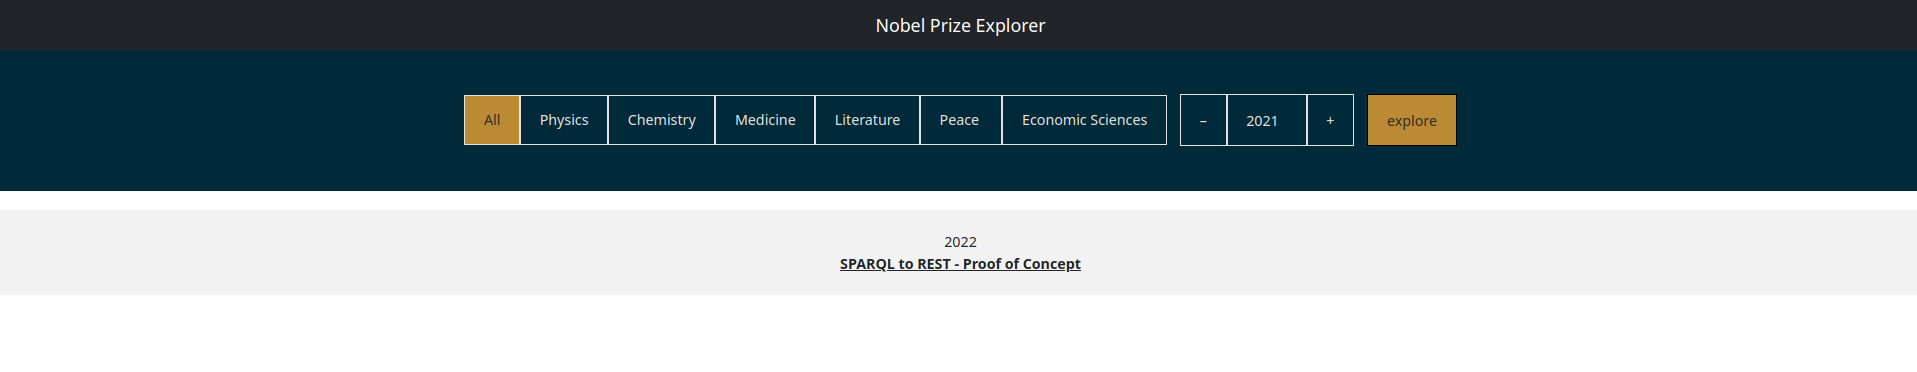 Nobel Prize Explorer
All Physics Chemistry Medicine Literature Peace Economic Sciences – 2021 + explore
2022
SPARQL to REST - Proof of Concept